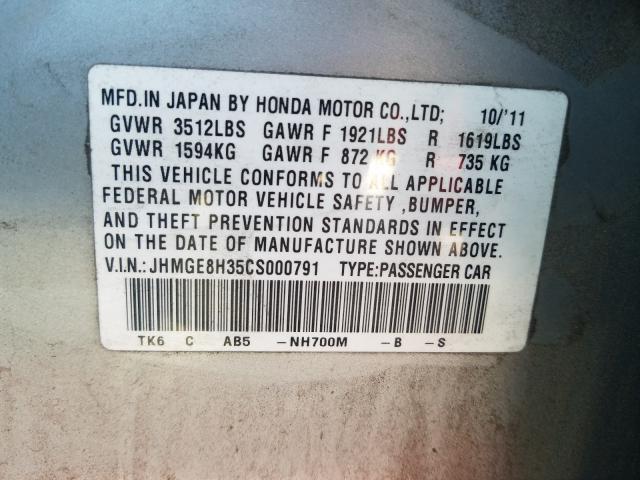 MFD.IN JAPAN BY HONDA MOTOR CO.,LTD; 10/'11
GVWR 3512LBS GAWR F 1921LBS R 1619LBS
GVWR 1594KG GAWR F 872 KG R 735 KG
THIS VEHICLE CONFORMS TO ALL APPLICABLE
FEDERAL MOTOR VEHICLE SAFETY ,BUMPER,
AND THEFT PREVENTION STANDARDS IN EFFECT
ON THE DATE OF MANUFACTURE SHOWN ABOVE.
V.I.N.: JHMGE8H35CS000791 TYPE:PASSENGER CAR
TK6 C AB5 -NH700M -B -S